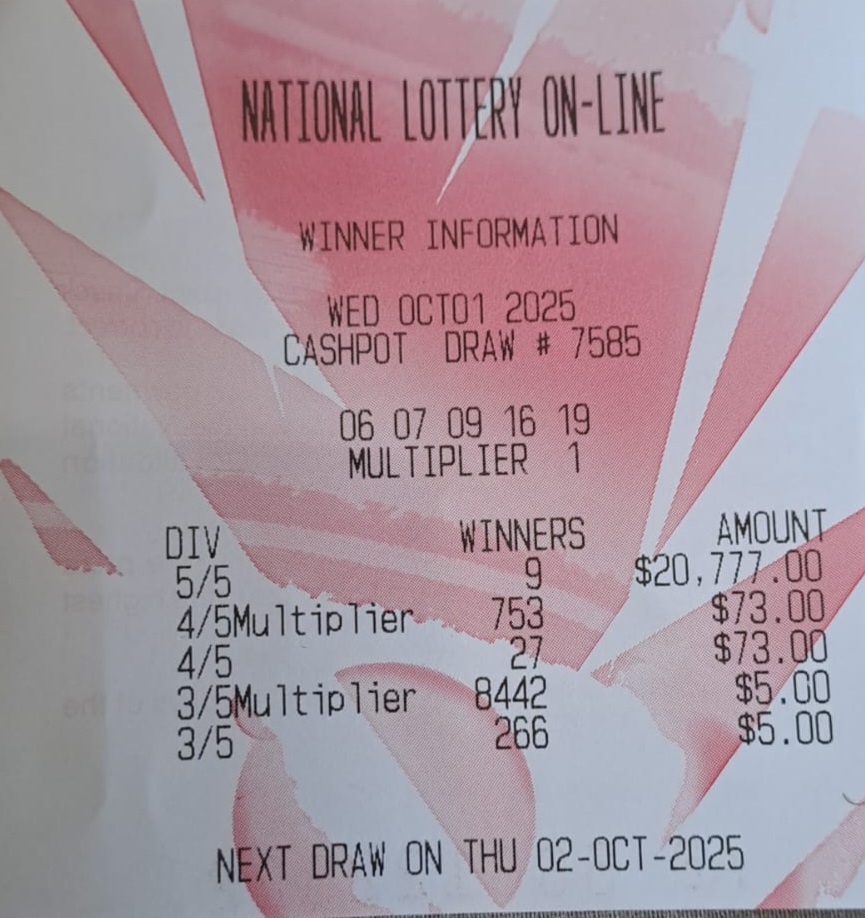 NATIONAL LOTTERY ON-LINE
WINNER INFORMATION
WED OCT01 2025
CASHPOT DRAW # 7585
06 07 09 16 19
MULTIPLIER 1
DIV WINNERS AMOUNT
5/5 9 $20,777.00
4/5Multiplier 753 $73.00
4/5 27 $73.00
3/5Multiplier 8442 $5.00
3/5 266 $5.00
NEXT DRAW ON THU 02-OCT-2025